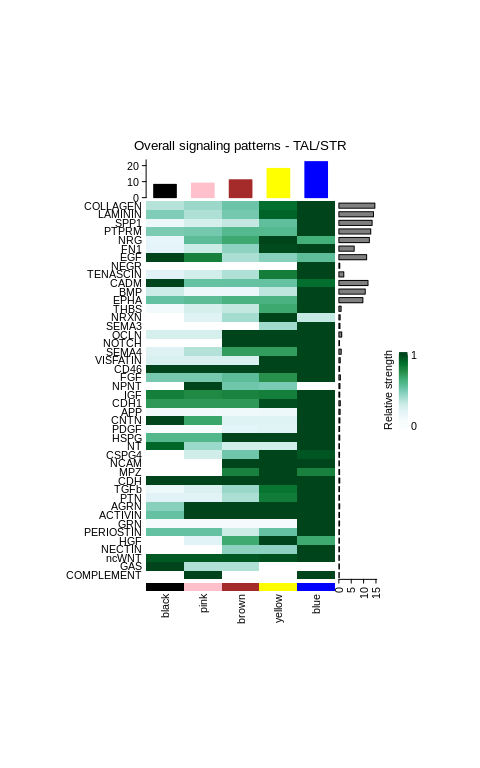 Overall signaling patterns - TAL/STR
20
10
0
COLLAGEN
LAMININ
SPP1
PTPRM
NRG
FN1
EGF
NEGR
TENASCIN
CADM
BMP
EPHA
THBS
NRXN
SEMA3
OCLN
NOTCH
SEMA4
VISFATIN
CD46
FGF
NPNT
IGF
CDH1
APP
CNTN
PDGF
HSPG
NT
CSPG4
NCAM
MPZ
CDH
TGFb
PTN
AGRN
ACTIVIN
GRN
PERIOSTIN
HGF
NECTIN
ncWNT
GAS
COMPLEMENT
black
pink
brown
yellow
blue
0
5
10
15
Relative strength
1
0